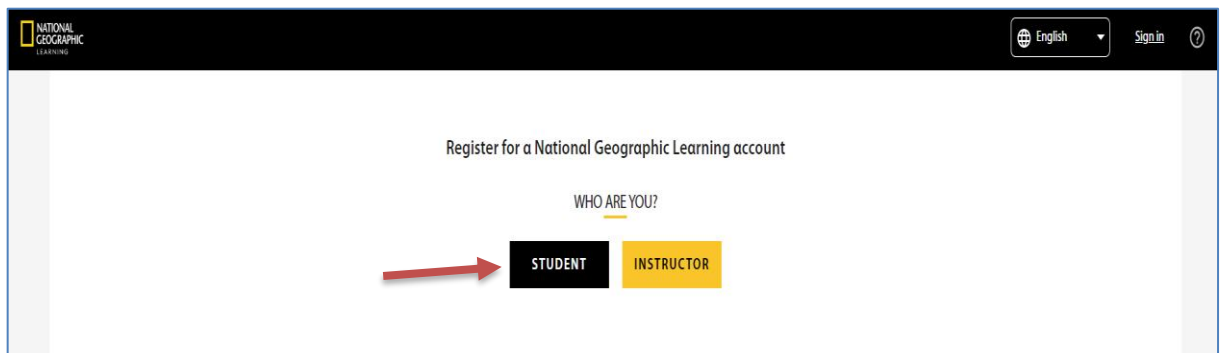 NATIONAL
GEOGRAPHIC
LEARNING
English
Sign in
?
Register for a National Geographic Learning account
WHO ARE YOU?
STUDENT
INSTRUCTOR